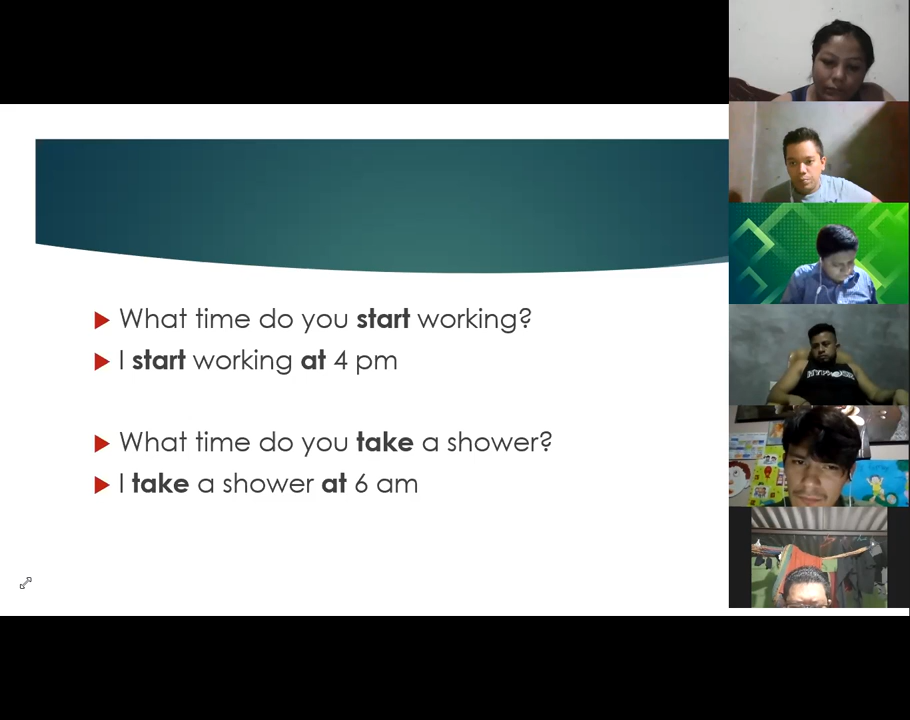 What time do you start working?
I start working at 4 pm
What time do you take a shower?
I take a shower at 6 am